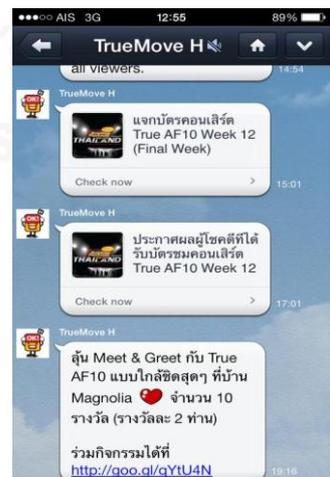 AIS 3G 12:55 89%
TrueMove H
all viewers.
14:54
TrueMove H
แจกบัตรคอนเสิร์ต
True AF10 Week 12
(Final Week)
Check now
15:01
TrueMove H
ประกาศผลผู้โชคดีที่ได้
รับบัตรชมคอนเสิร์ต
True AF10 Week 12
Check now
17:01
TrueMove H
ลุ้น Meet & Greet กับ True
AF10 แบบใกล้ชิดสุดๆ ที่บ้าน
Magnolia จำนวน 10
รางวัล (รางวัลละ 2 ท่าน)
ร่วมกิจกรรมได้ที่
http://goo.gl/qYtU4N
19:16